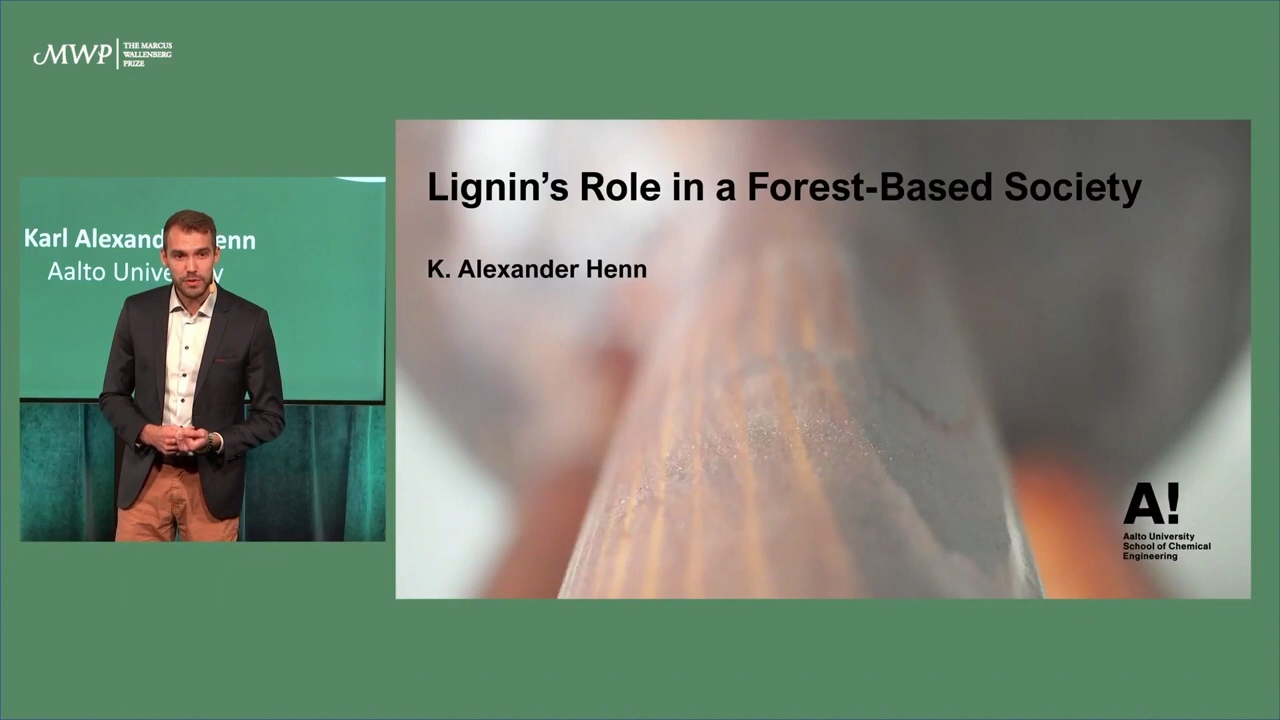 MWP
THE MARCUS
WALLENBERG
PRIZE
Karl Alexand enn
Aalto Unive y
Lignin's Role in a Forest-Based Society
K. Alexander Henn
A!
Aalto University
School of Chemical
Engineering